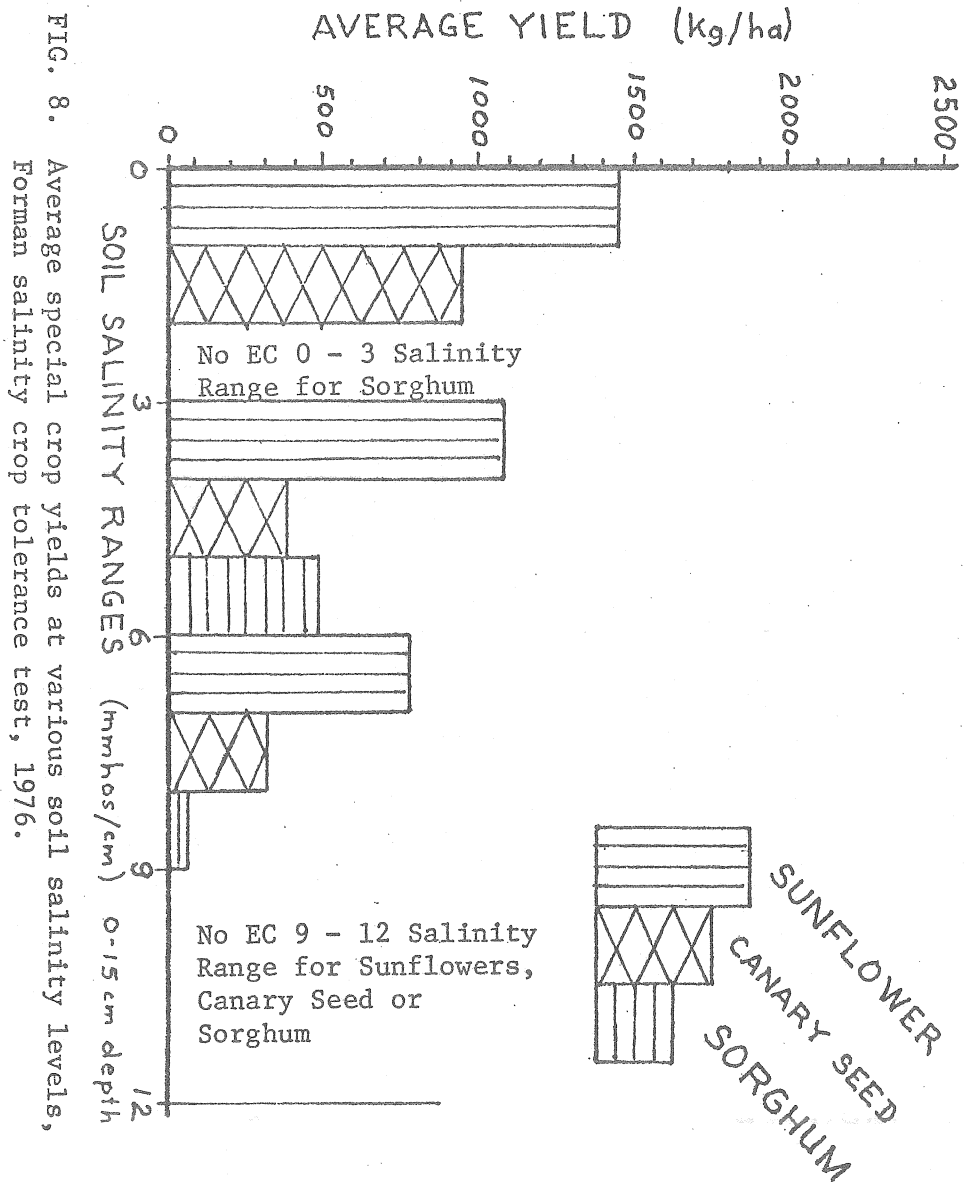 AVERAGE YIELD (kg/ha)
2500
2000
1500
1000
500
0
0
3
6
9
12
No EC 0 - 3 Salinity
Range for Sorghum
No EC 9 - 12 Salinity
Range for Sunflowers,
Canary Seed or
Sorghum
SUNFLOWER
CANARY SEED
SORGHUM
SOIL SALINITY RANGES (mmhos/cm) 0-15 cm depth
FIG. 8. Average special crop yields at various soil salinity levels,
Forman salinity crop tolerance test, 1976.